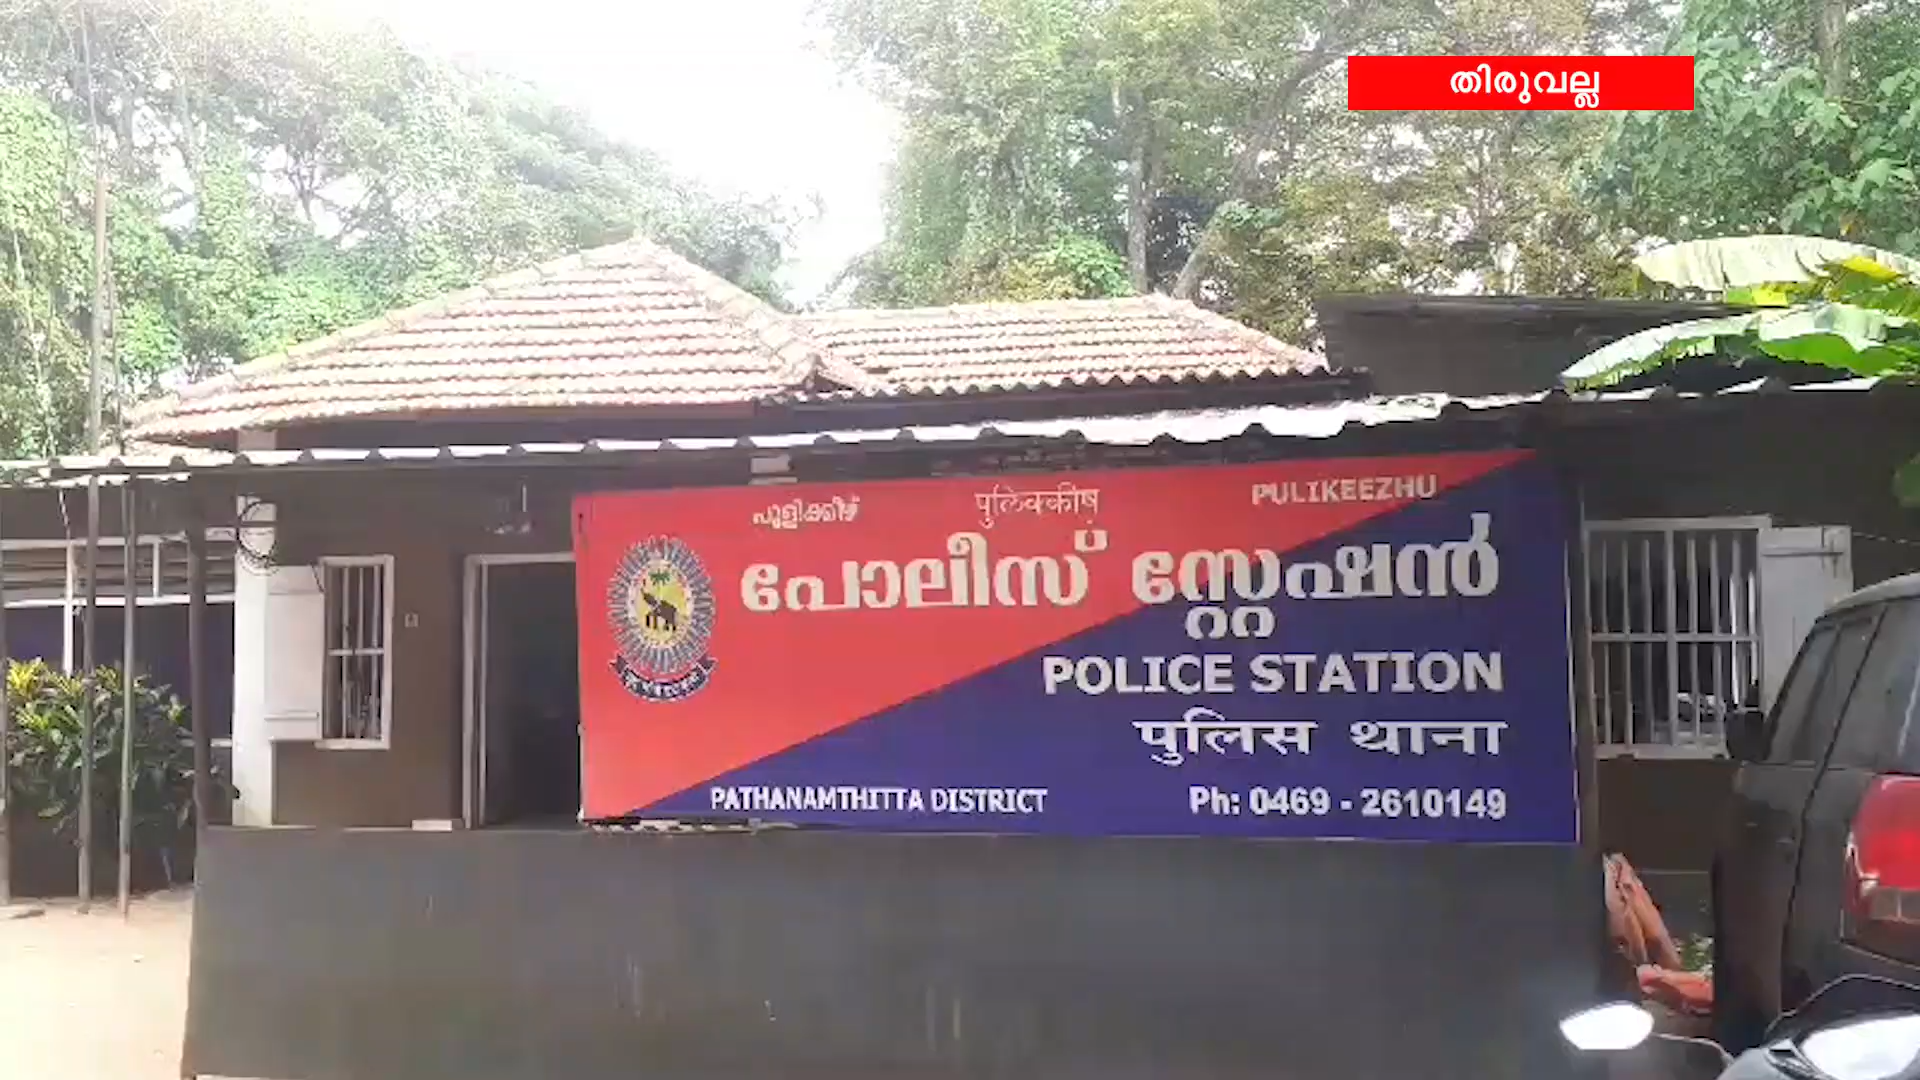 തിരുവല്ല
പുളിക്കീഴ് पुलिक्कीष PULIKEEZHU
പോലീസ് സ്റ്റേഷൻ
POLICE STATION
पुलिस थाना
PATHANAMTHITTA DISTRICT Ph: 0469 - 2610149